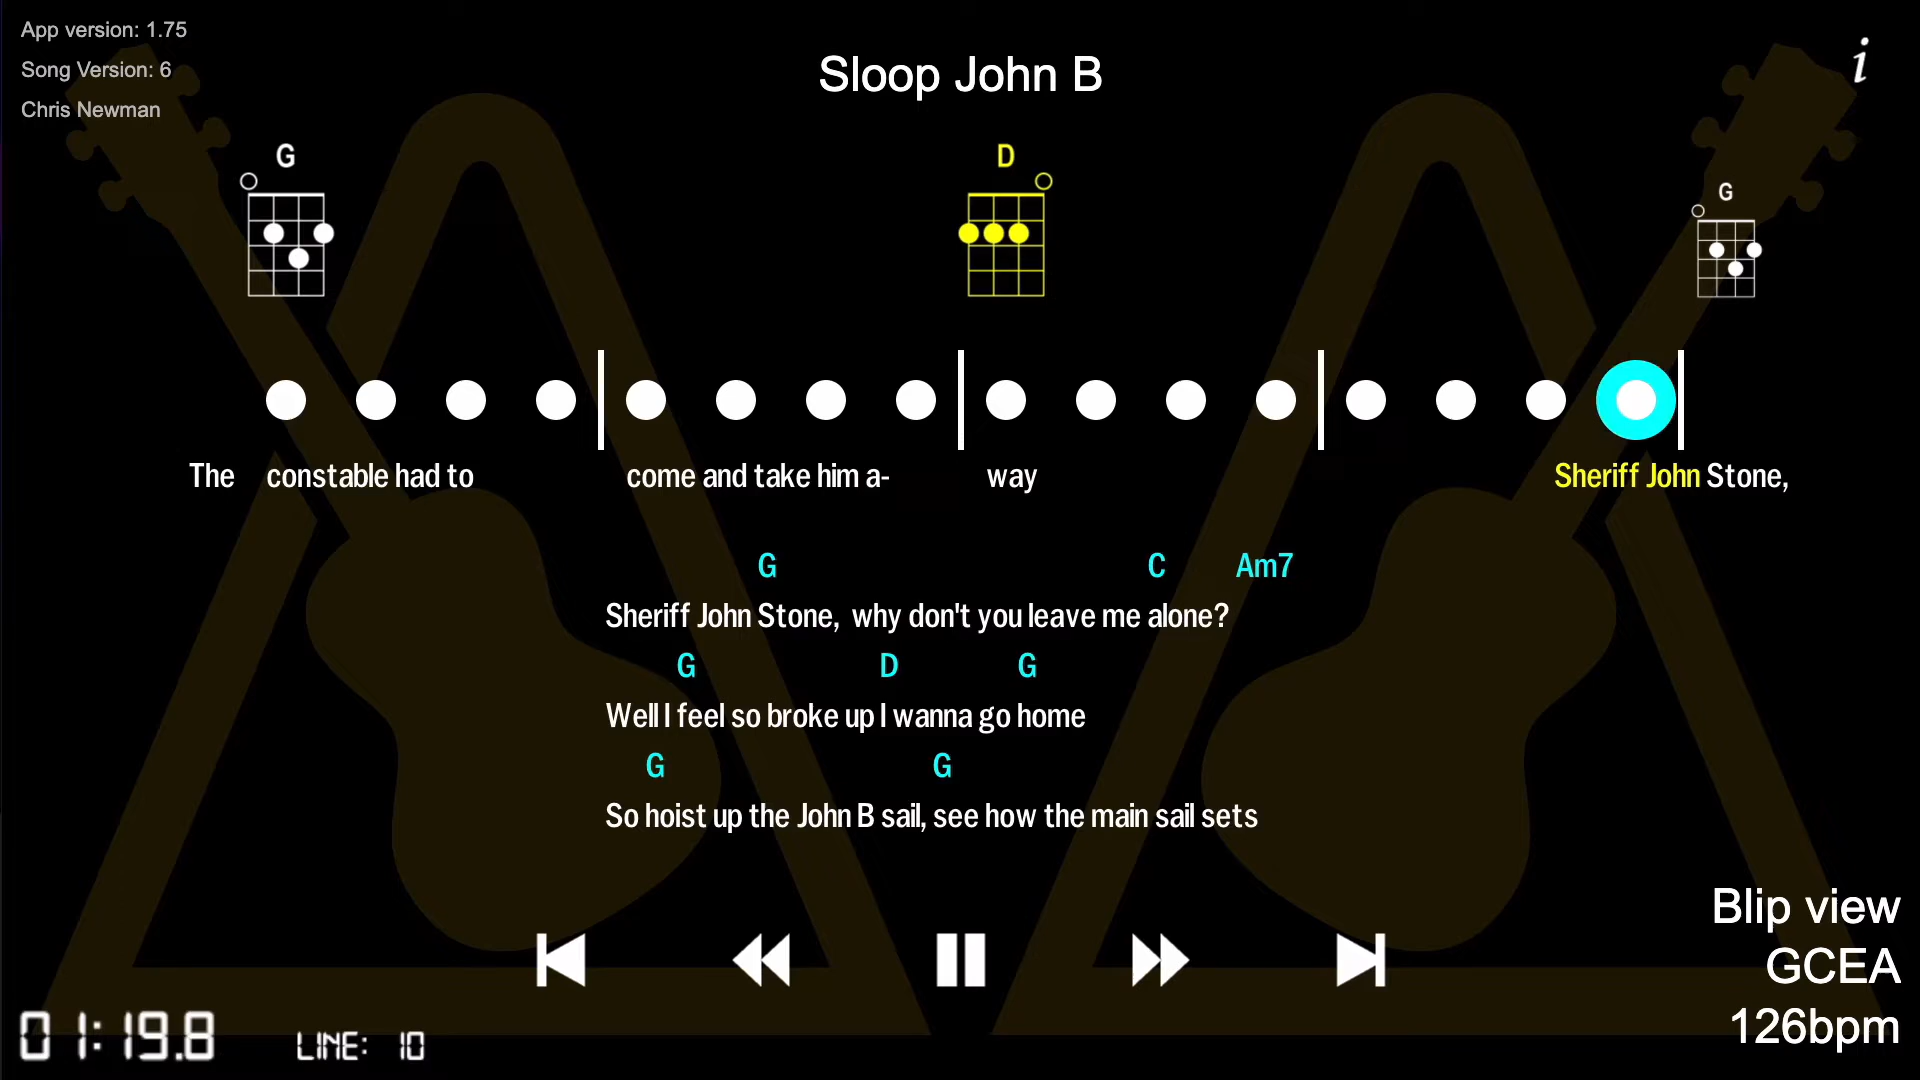 App version: 1.75
Song Version: 6
Chris Newman
Sloop John B
i
G
D
G
The constable had to come and take him a- way Sheriff John Stone,
G C Am7
Sheriff John Stone, why don't you leave me alone?
G D G
Well I feel so broke up I wanna go home
G G
So hoist up the John B sail, see how the main sail sets
Blip view
GCEA
126bpm
01:19.8
LINE: 10